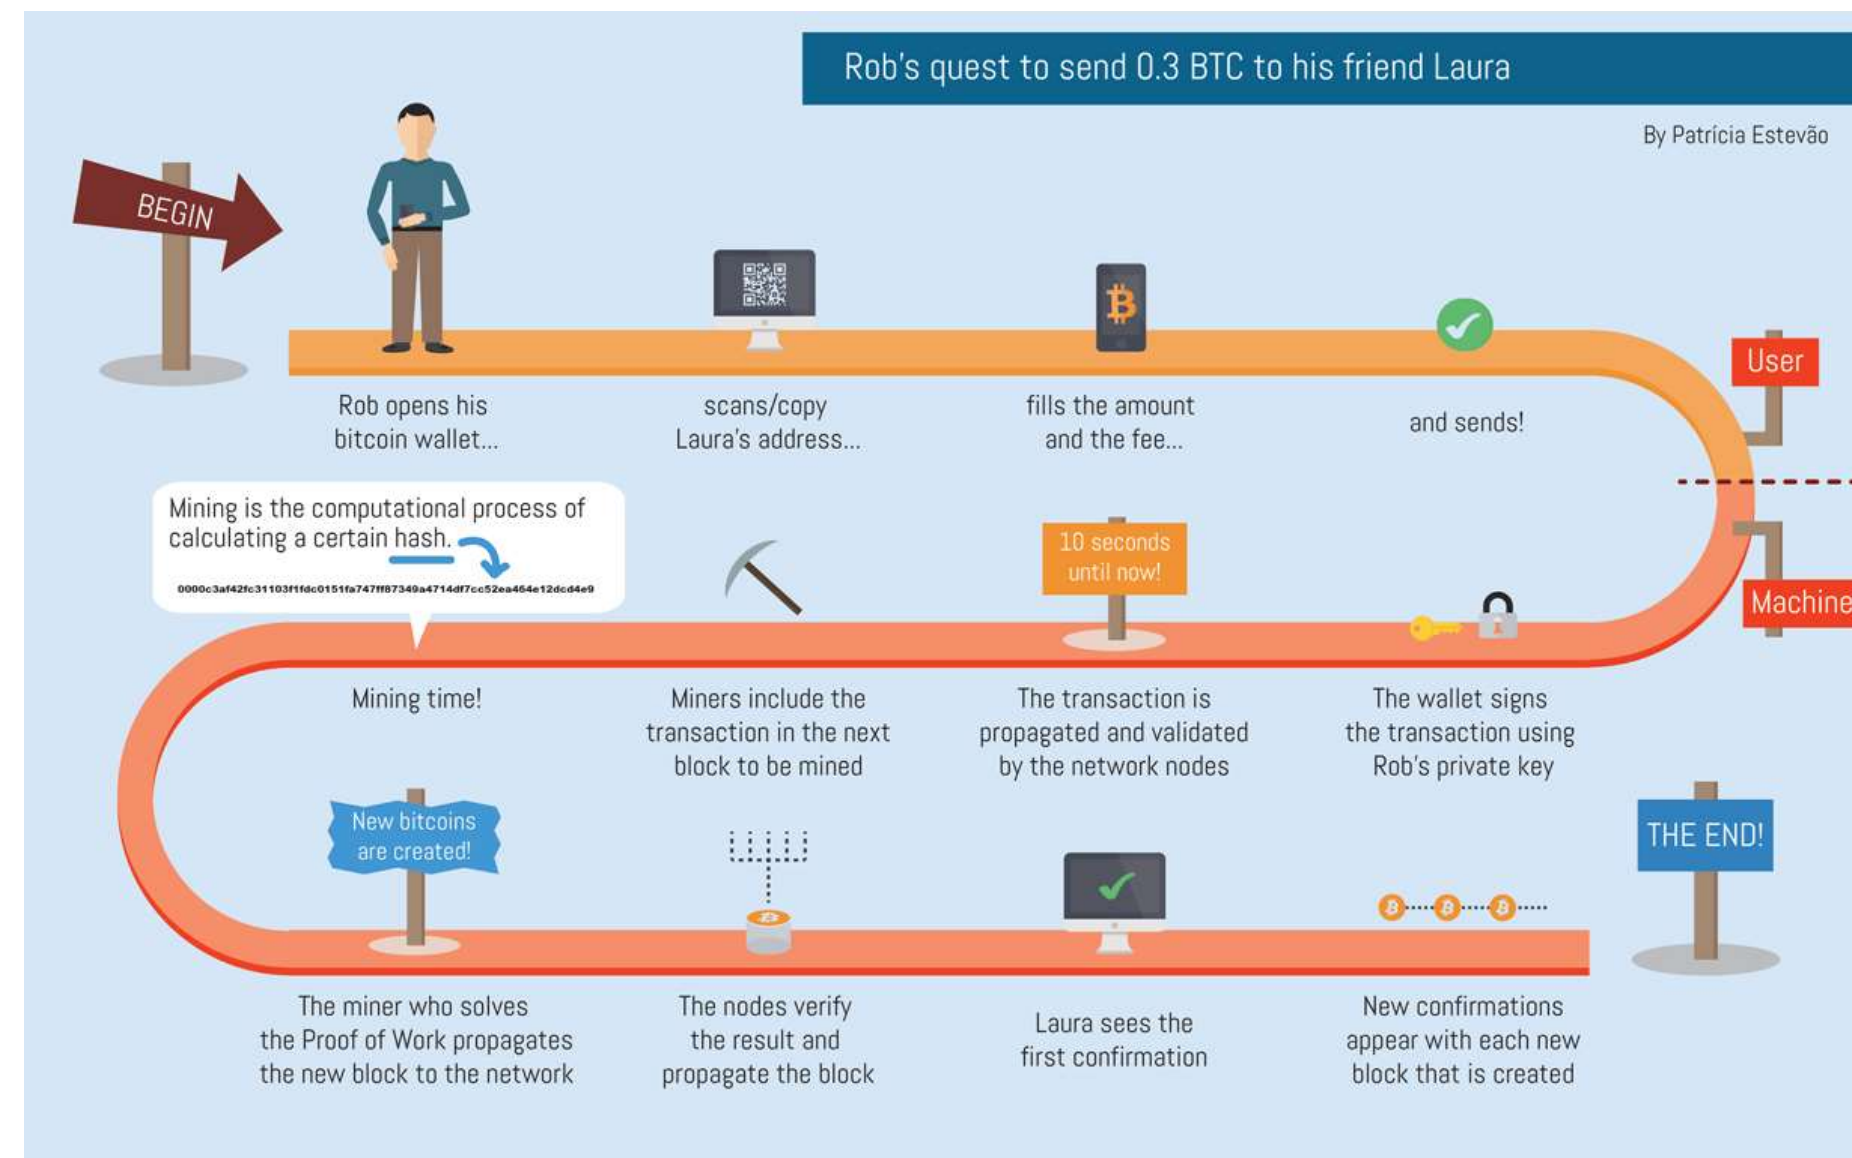 Rob's quest to send 0.3 BTC to his friend Laura
By Patrícia Estevão
BEGIN
Rob opens his
bitcoin wallet...
scans/copy
Laura's address...
fills the amount
and the fee...
and sends!
User
Machine
The wallet signs
the transaction using
Rob's private key
10 seconds
until now!
The transaction is
propagated and validated
by the network nodes
Miners include the
transaction in the next
block to be mined
Mining is the computational process of
calculating a certain hash.
0000c3af42fc31103f1fdc0151fa747ff87349a4714df7cc52ea464e12dcd4e9
Mining time!
New bitcoins
are created!
The miner who solves
the Proof of Work propagates
the new block to the network
The nodes verify
the result and
propagate the block
Laura sees the
first confirmation
New confirmations
appear with each new
block that is created
THE END!